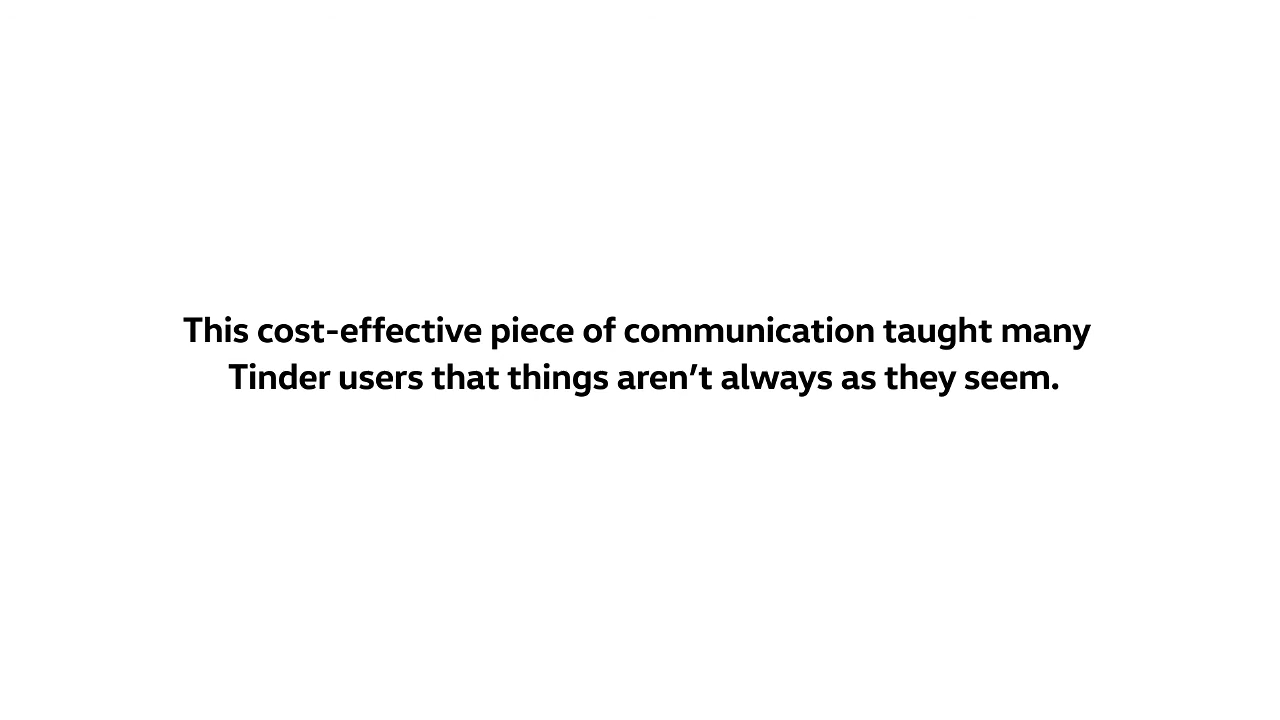 This cost-effective piece of communication taught many
Tinder users that things aren’t always as they seem.